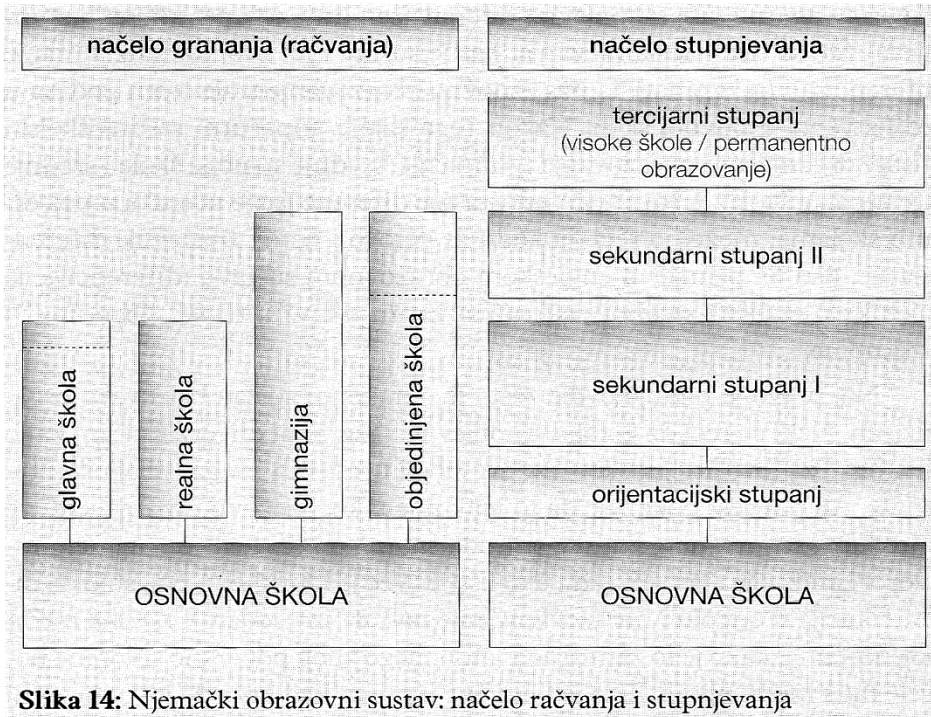 načelo grananja (račvanja)
glavna škola
realna škola
gimnazija
objedinjena škola
OSNOVNA ŠKOLA
načelo stupnjevanja
tercijarni stupanj
(visoke škole / permanentno
obrazovanje)
sekundarni stupanj II
sekundarni stupanj I
orijentacijski stupanj
OSNOVNA ŠKOLA
Slika 14: Njemački obrazovni sustav: načelo račvanja i stupnjevanja